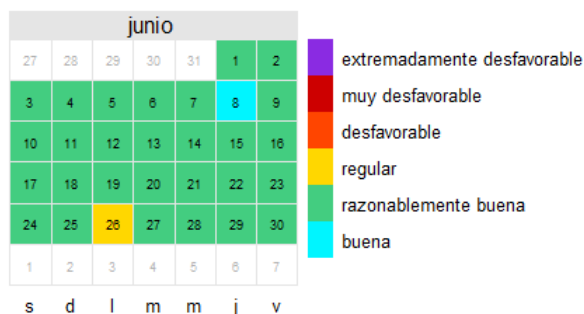 junio
27 28 29 30 31 1 2
3 4 5 6 7 8 9
10 11 12 13 14 15 16
17 18 19 20 21 22 23
24 25 26 27 28 29 30
1 2 3 4 5 6 7
s d l m m j v
extremadamente desfavorable
muy desfavorable
desfavorable
regular
razonablemente buena
buena